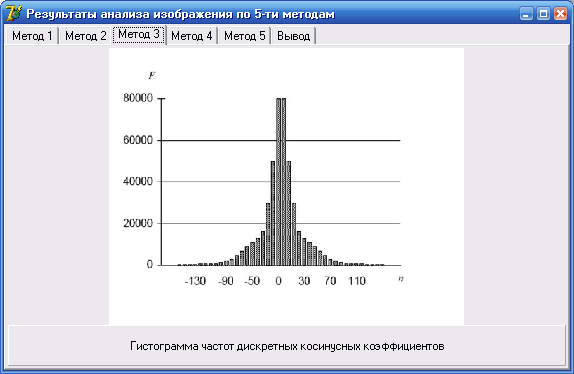 Результаты анализа изображения по 5-ти методам
Метод 1 Метод 2 Метод 3 Метод 4 Метод 5 Вывод
F
80000
60000
40000
20000
0
-130 -90 -50 0 30 70 110 n
Гистограмма частот дискретных косинусных коэффициентов